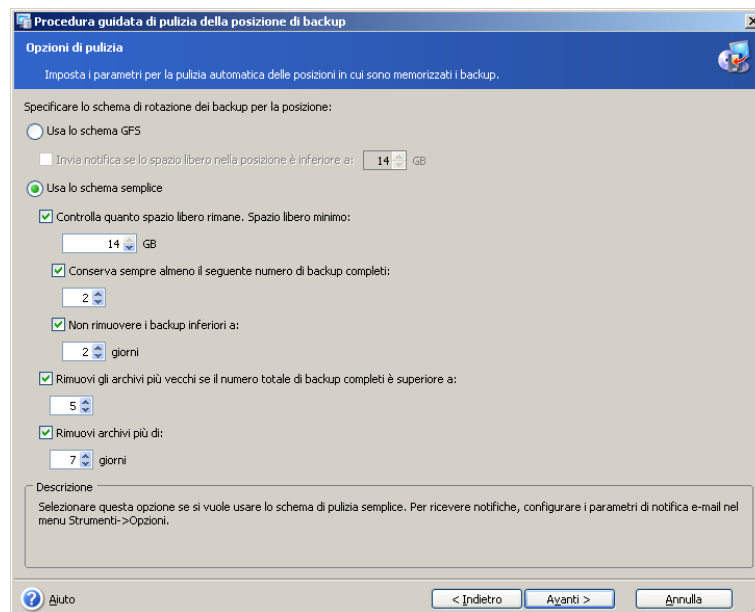 Procedura guidata di pulizia della posizione di backup
Opzioni di pulizia
Imposta i parametri per la pulizia automatica delle posizioni in cui sono memorizzati i backup.
Specificare lo schema di rotazione dei backup per la posizione:
Usa lo schema GFS
Invia notifica se lo spazio libero nella posizione è inferiore a: 14 GB
Usa lo schema semplice
Controlla quanto spazio libero rimane. Spazio libero minimo:
14 GB
Conserva sempre almeno il seguente numero di backup completi:
2
Non rimuovere i backup inferiori a:
2 giorni
Rimuovi gli archivi più vecchi se il numero totale di backup completi è superiore a:
5
Rimuovi archivi più di:
7 giorni
Descrizione
Selezionare questa opzione se si vuole usare lo schema di pulizia semplice. Per ricevere notifiche, configurare i parametri di notifica e-mail nel
menu Strumenti->Opzioni.
Aiuto < Indietro Avanti > Annulla